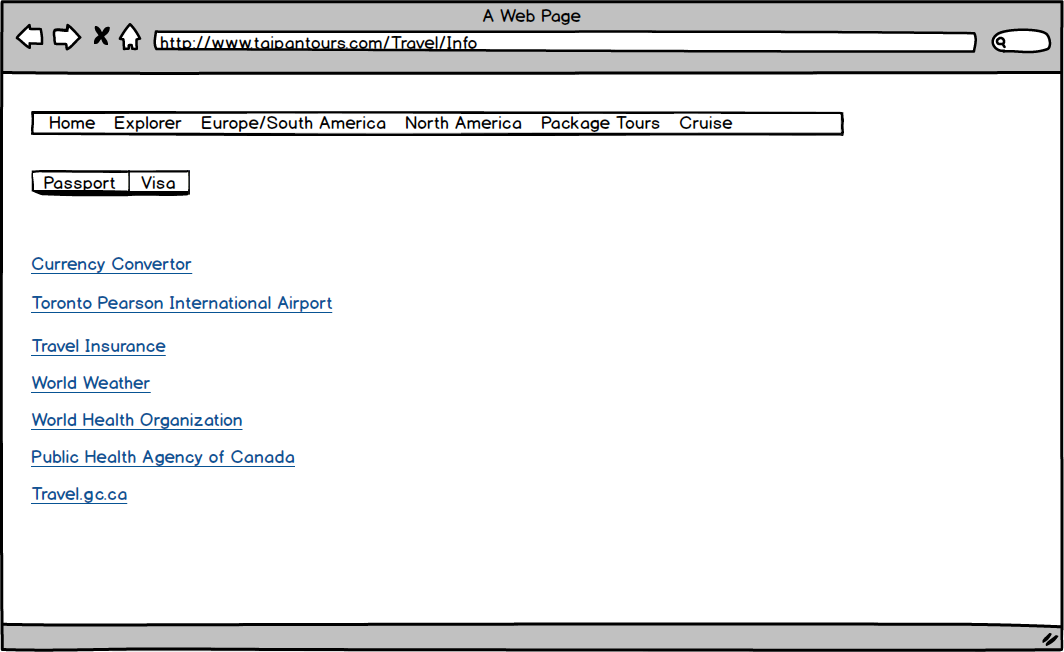 A Web Page
http://www.taipantours.com/Travel/Info
Home Explorer Europe/South America North America Package Tours Cruise
Passport Visa
Currency Convertor
Toronto Pearson International Airport
Travel Insurance
World Weather
World Health Organization
Public Health Agency of Canada
Travel.gc.ca